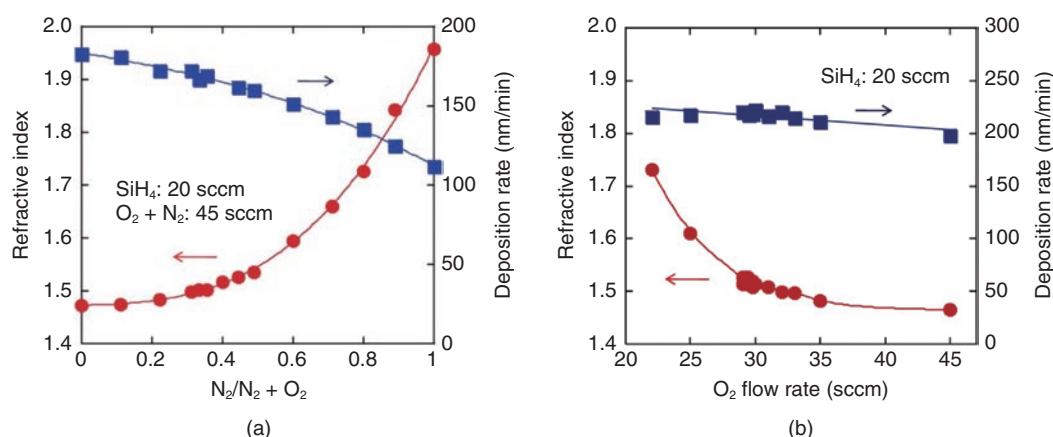 2.0
1.9
1.8
1.7
1.6
1.5
1.4
Refractive index
200
150
100
50
0
Deposition rate (nm/min)
SiH₄: 20 sccm
O₂ + N₂: 45 sccm
0 0.2 0.4 0.6 0.8 1
N₂/N₂ + O₂
(a)
2.0
1.9
1.8
1.7
1.6
1.5
1.4
Refractive index
300
250
200
150
100
50
0
Deposition rate (nm/min)
SiH₄: 20 sccm
20 25 30 35 40 45
O₂ flow rate (sccm)
(b)